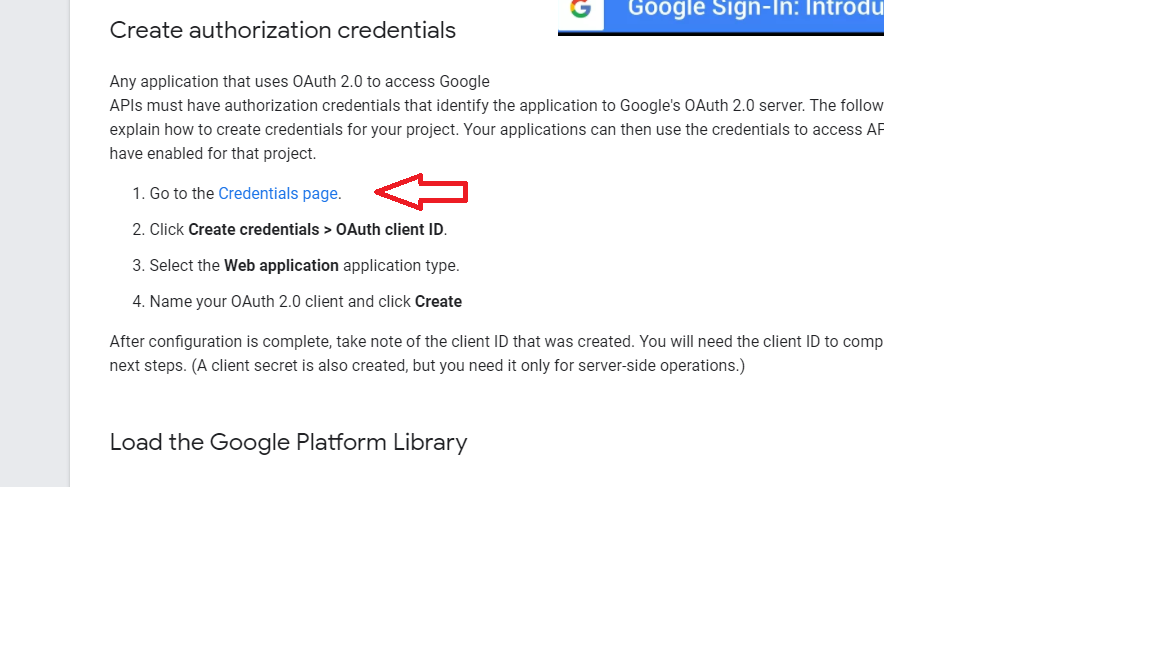 Google Sign-In: Introdu
Create authorization credentials
Any application that uses OAuth 2.0 to access Google
APIs must have authorization credentials that identify the application to Google's OAuth 2.0 server. The follow
explain how to create credentials for your project. Your applications can then use the credentials to access AP
have enabled for that project.
1. Go to the Credentials page.
2. Click Create credentials > OAuth client ID.
3. Select the Web application application type.
4. Name your OAuth 2.0 client and click Create
After configuration is complete, take note of the client ID that was created. You will need the client ID to comp
next steps. (A client secret is also created, but you need it only for server-side operations.)
Load the Google Platform Library